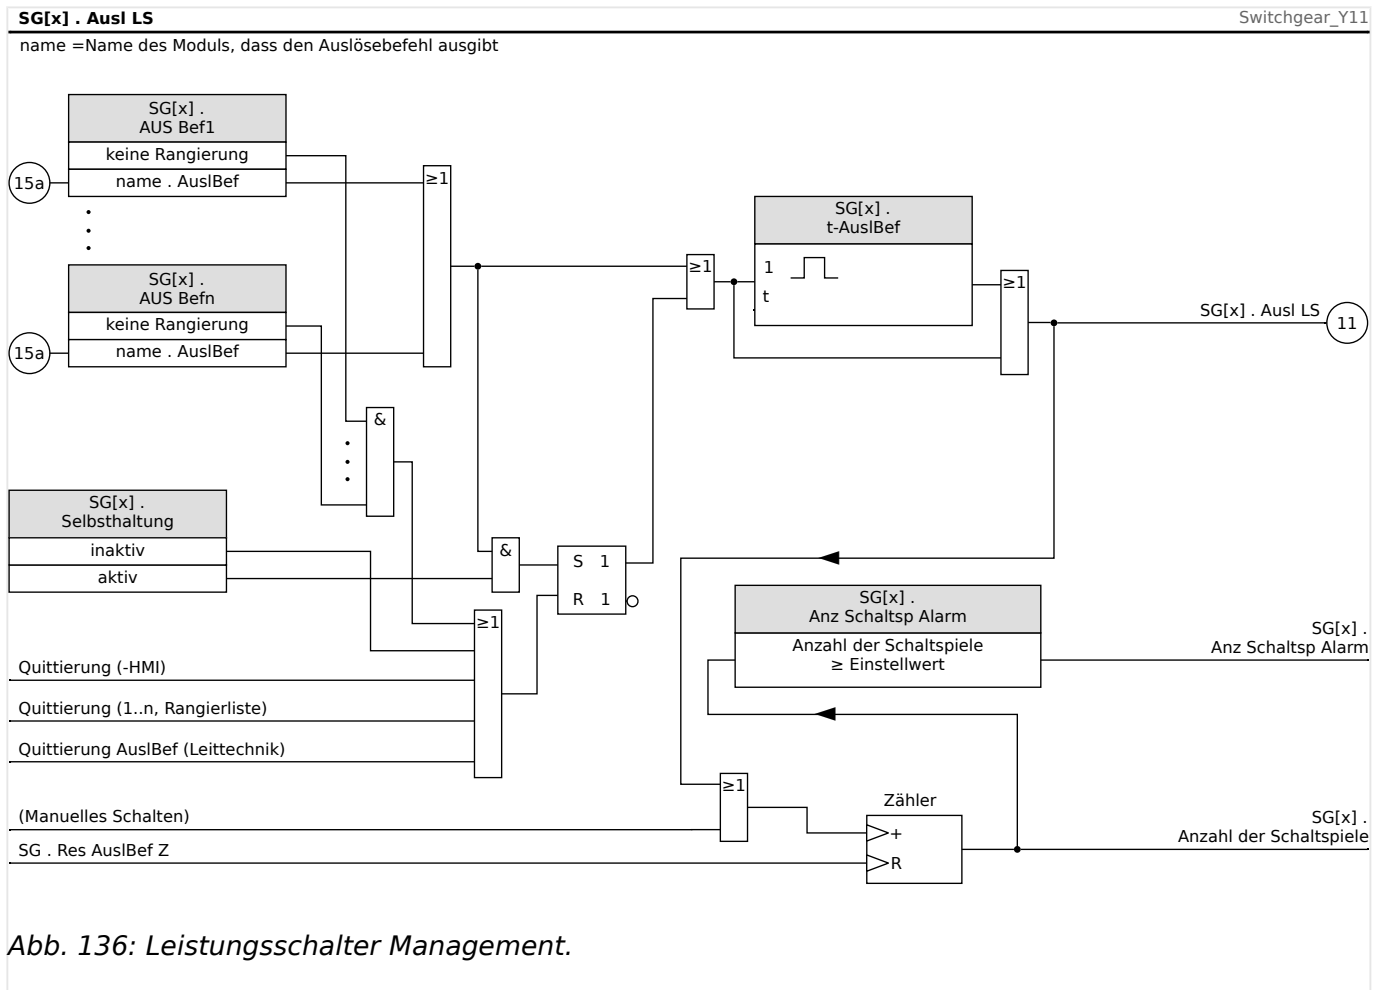 SG[x] . Ausl LS
Switchgear_Y11
name =Name des Moduls, dass den Auslösebefehl ausgibt
SG[x] .
AUS Bef1
keine Rangierung
15a
name . AuslBef
≥1
SG[x] .
t-AuslBef
1
t
SG[x] .
AUS Befn
keine Rangierung
15a
name . AuslBef
≥1
≥1
SG[x] . Ausl LS
11
&
SG[x] .
Selbsthaltung
inaktiv
aktiv
&
S 1
R 1
≥1
SG[x] .
Anz Schaltsp Alarm
Anzahl der Schaltspiele
≥ Einstellwert
SG[x] .
Anz Schaltsp Alarm
Quittierung (-HMI)
Quittierung (1..n, Rangierliste)
Quittierung AuslBef (Leittechnik)
≥1
(Manuelles Schalten)
Zähler
+
R
SG[x] .
Anzahl der Schaltspiele
SG . Res AuslBef Z
Abb. 136: Leistungsschalter Management.